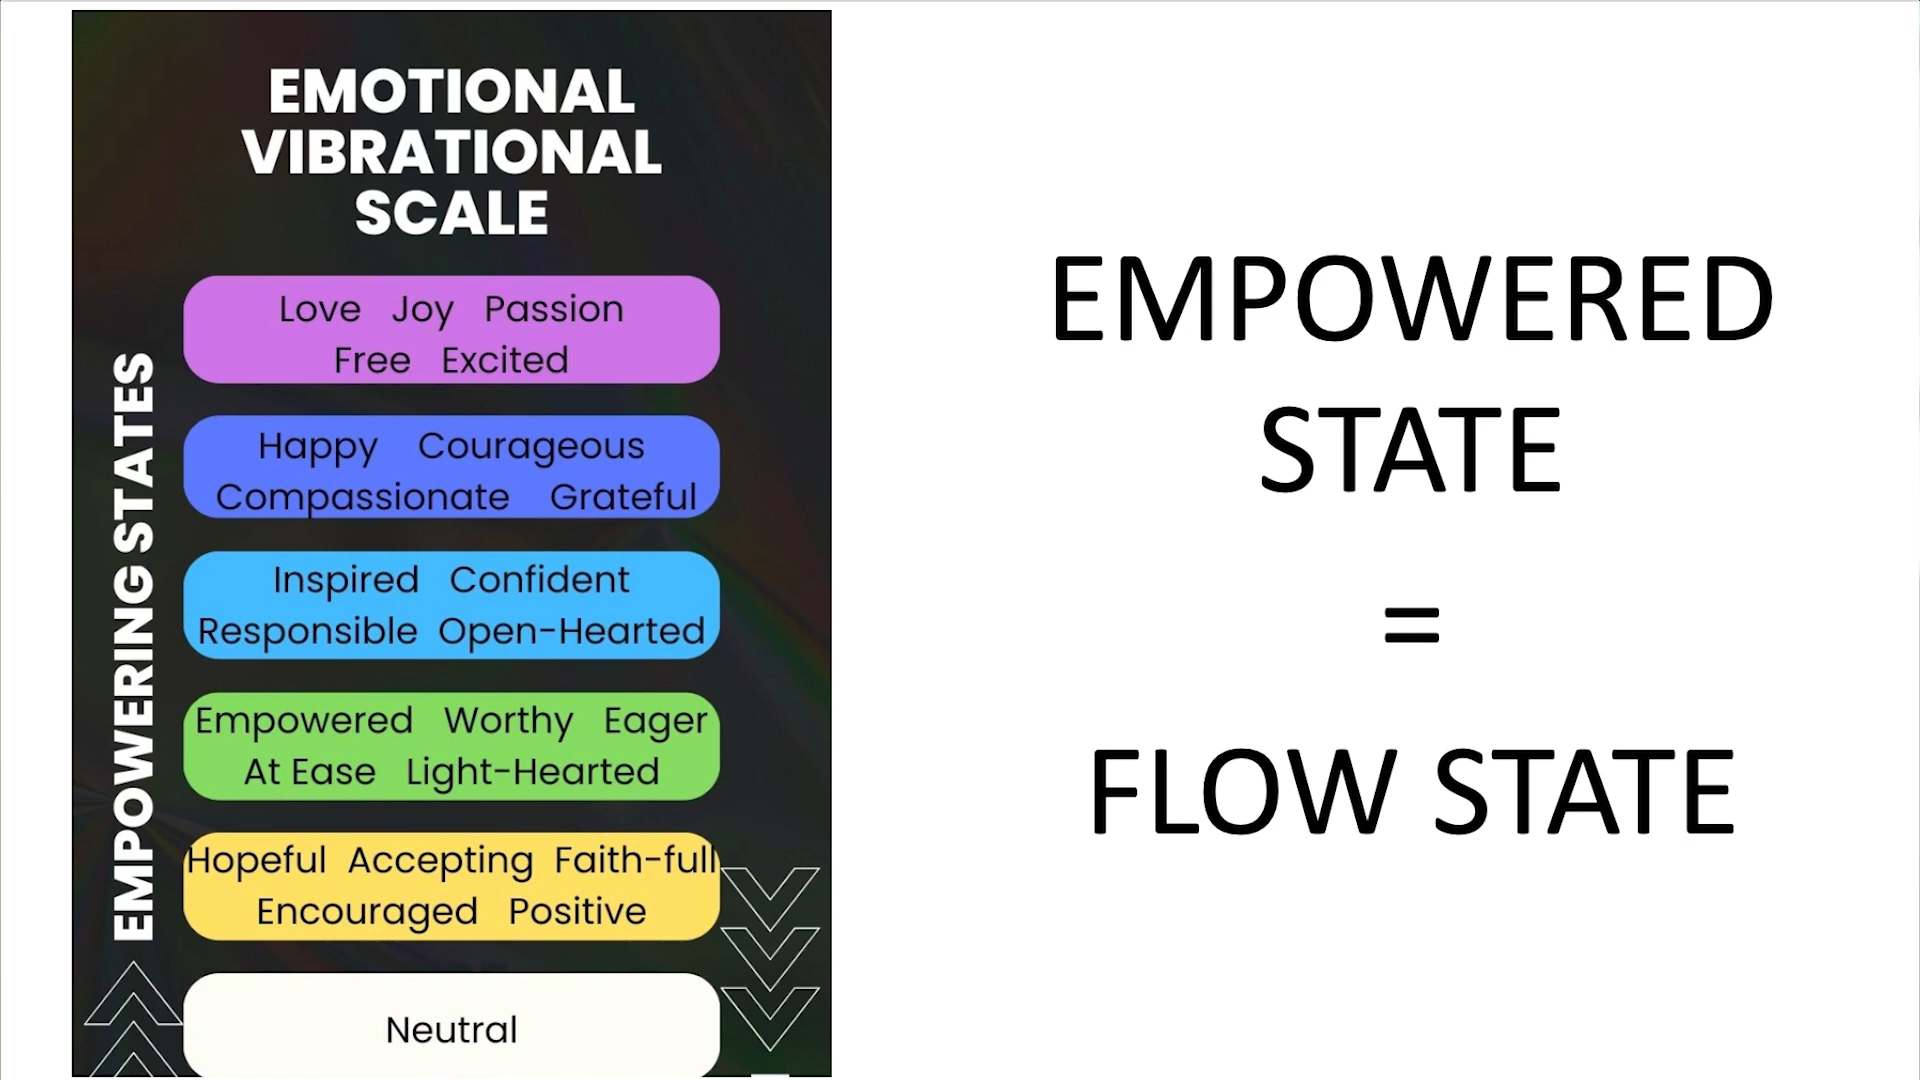 EMOTIONAL
VIBRATIONAL
SCALE
EMPOWERING STATES
Love Joy Passion
Free Excited
Happy Courageous
Compassionate Grateful
Inspired Confident
Responsible Open-Hearted
Empowered Worthy Eager
At Ease Light-Hearted
Hopeful Accepting Faith-full
Encouraged Positive
Neutral
EMPOWERED
STATE
=
FLOW STATE